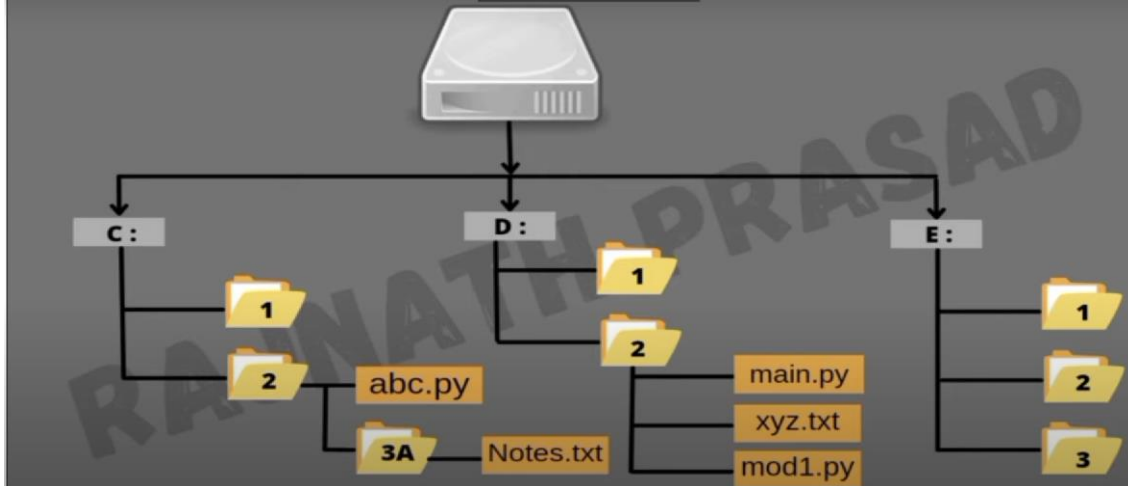 RAJNATH PRASAD
C :
D :
E :
1
2
abc.py
3A
Notes.txt
1
2
main.py
xyz.txt
mod1.py
1
2
3